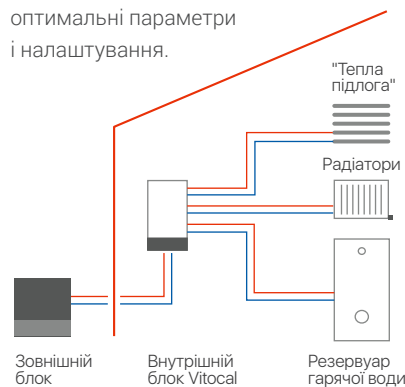 оптимальні параметри
і налаштування.
"Тепла
підлога"
Радіатори
Зовнішній
блок
Внутрішній
блок Vitocal
Резервуар
гарячої води